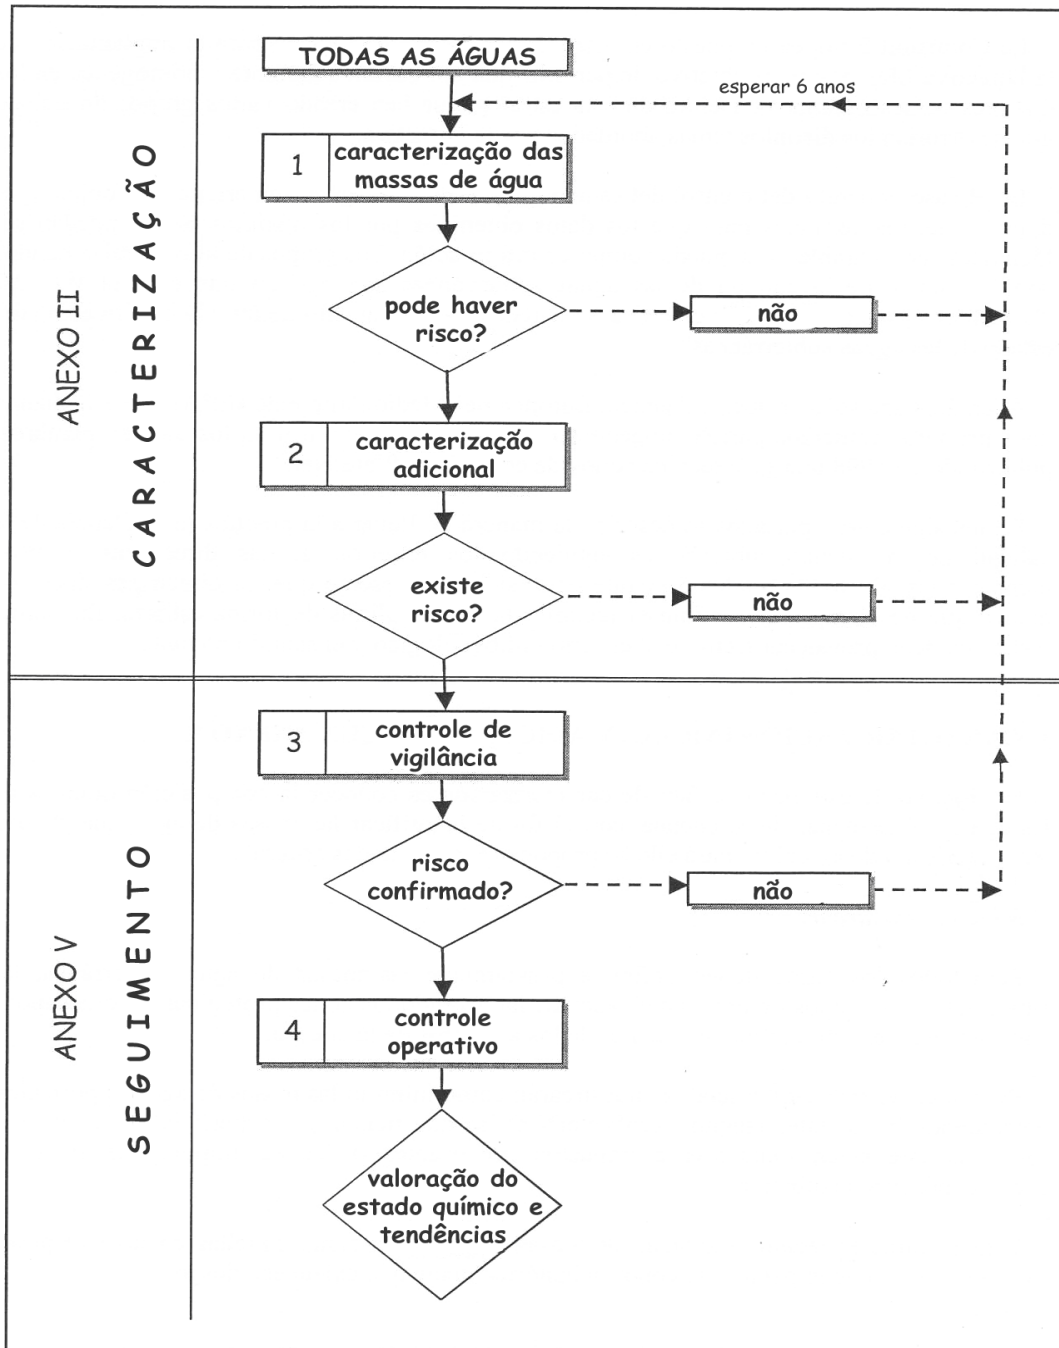 TODAS AS ÁGUAS
esperar 6 anos
1
caracterização das
massas de água
pode haver
risco?
não
2
caracterização
adicional
existe
risco?
não
ANEXO II
CARACTERIZAÇÃO
3
controle de
vigilância
risco
confirmado?
não
4
controle
operativo
valoração do
estado químico e
tendências
ANEXO V
SEGUIMENTO